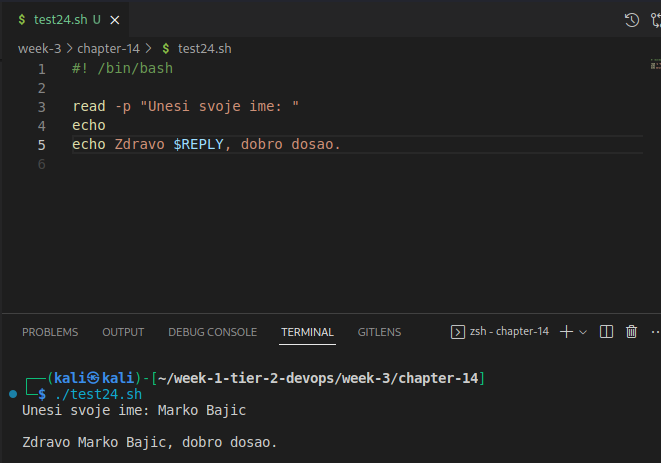 $ test24.sh U ×
week-3 > chapter-14 > $ test24.sh
1 #! /bin/bash
2
3 read -p "Unesi svoje ime: "
4 echo
5 echo Zdravo $REPLY, dobro dosao.
6
PROBLEMS OUTPUT DEBUG CONSOLE TERMINAL GITLENS zsh - chapter-14
┌──(kali㉿kali)-[~/week-1-tier-2-devops/week-3/chapter-14]
└─$ ./test24.sh
Unesi svoje ime: Marko Bajic
Zdravo Marko Bajic, dobro dosao.